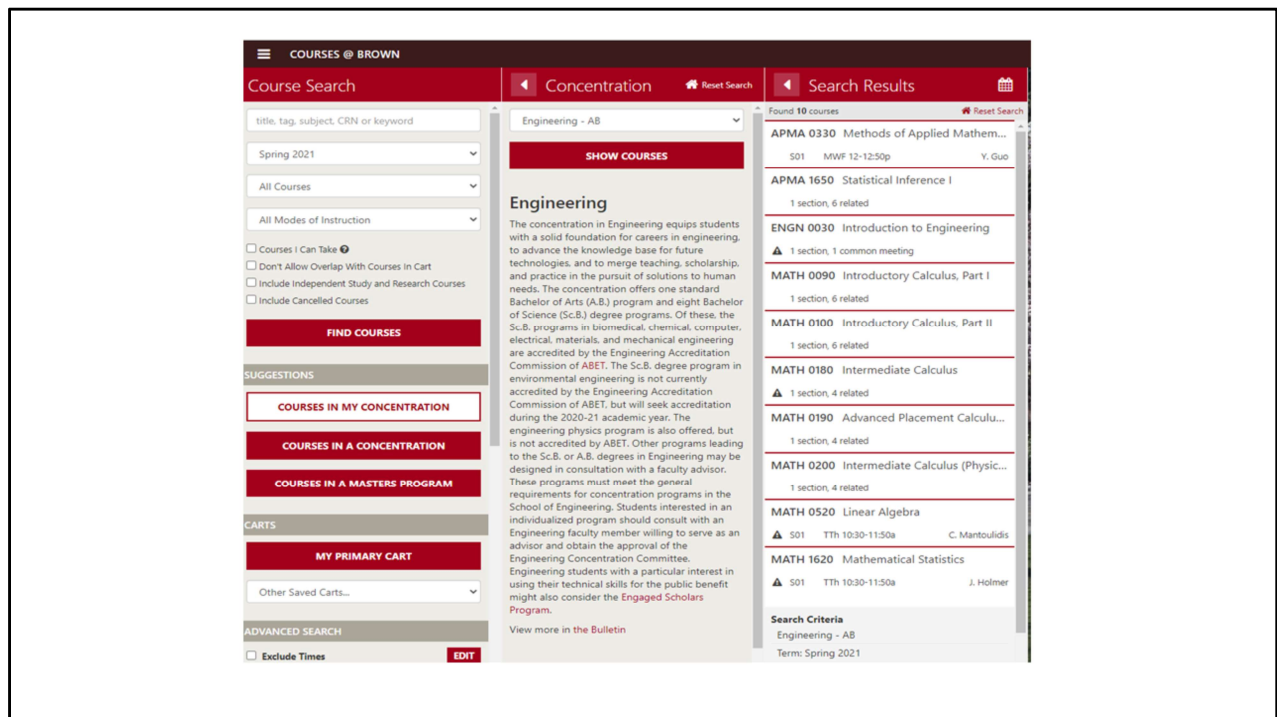 COURSES @ BROWN
Course Search
title, tag, subject, CRN or keyword
Spring 2021
All Courses
All Modes of Instruction
Courses I Can Take ?
Don't Allow Overlap With Courses In Cart
Include Independent Study and Research Courses
Include Cancelled Courses
FIND COURSES
SUGGESTIONS
COURSES IN MY CONCENTRATION
COURSES IN A CONCENTRATION
COURSES IN A MASTERS PROGRAM
CARTS
MY PRIMARY CART
Other Saved Carts...
ADVANCED SEARCH
Exclude Times EDIT
Concentration Reset Search
Engineering - AB
SHOW COURSES
Engineering
The concentration in Engineering equips students
with a solid foundation for careers in engineering,
to advance the knowledge base for future
technologies, and to merge teaching, scholarship,
and practice in the pursuit of solutions to human
needs. The concentration offers one standard
Bachelor of Arts (A.B.) program and eight Bachelor
of Science (Sc.B.) degree programs. Of these, the
Sc.B. programs in biomedical, chemical, computer,
electrical, materials, and mechanical engineering
are accredited by the Engineering Accreditation
Commission of ABET. The Sc.B. degree program in
environmental engineering is not currently
accredited by the Engineering Accreditation
Commission of ABET, but will seek accreditation
during the 2020-21 academic year. The
engineering physics program is also offered, but
is not accredited by ABET. Other programs leading
to the Sc.B. or A.B. degrees in Engineering may be
designed in consultation with a faculty advisor.
These programs must meet the general
requirements for concentration programs in the
School of Engineering. Students interested in an
individualized program should consult with an
Engineering faculty member willing to serve as an
advisor and obtain the approval of the
Engineering Concentration Committee.
Engineering students with a particular interest in
using their technical skills for the public benefit
might also consider the Engaged Scholars
Program.
View more in the Bulletin
Search Results
Found 10 courses Reset Search
APMA 0330 Methods of Applied Mathem...
S01 MWF 12-12:50p Y. Guo
APMA 1650 Statistical Inference I
1 section, 6 related
ENGN 0030 Introduction to Engineering
1 section, 1 common meeting
MATH 0090 Introductory Calculus, Part I
1 section, 6 related
MATH 0100 Introductory Calculus, Part II
1 section, 6 related
MATH 0180 Intermediate Calculus
1 section, 4 related
MATH 0190 Advanced Placement Calculu...
1 section, 4 related
MATH 0200 Intermediate Calculus (Physic...
1 section, 4 related
MATH 0520 Linear Algebra
S01 TTh 10:30-11:50a C. Mantoulidis
MATH 1620 Mathematical Statistics
S01 TTh 10:30-11:50a J. Holmer
Search Criteria
Engineering - AB
Term: Spring 2021